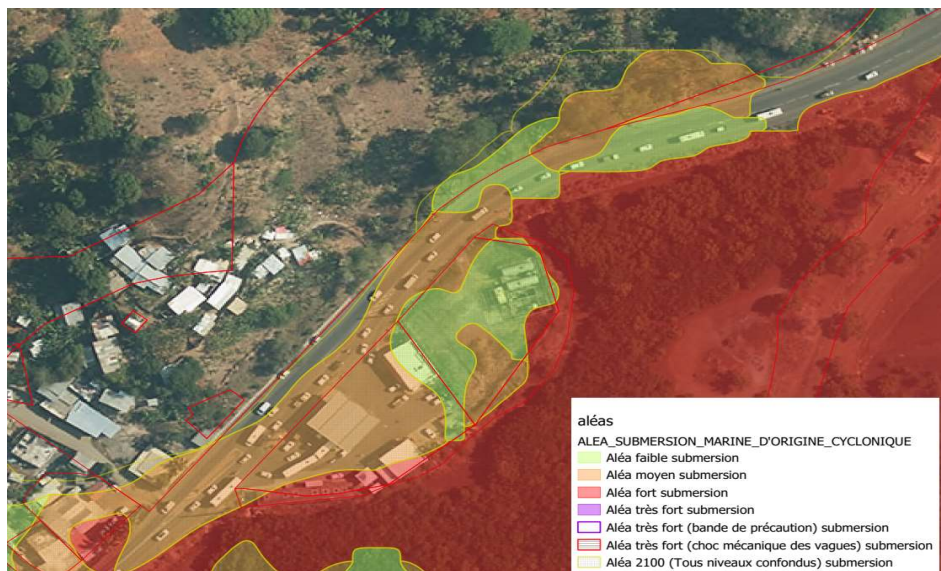 aléas
ALEA_SUBMERSION_MARINE_D'ORIGINE_CYCLONIQUE
Aléa faible submersion
Aléa moyen submersion
Aléa fort submersion
Aléa très fort submersion
Aléa très fort (bande de précaution) submersion
Aléa très fort (choc mécanique des vagues) submersion
Aléa 2100 (Tous niveaux confondus) submersion